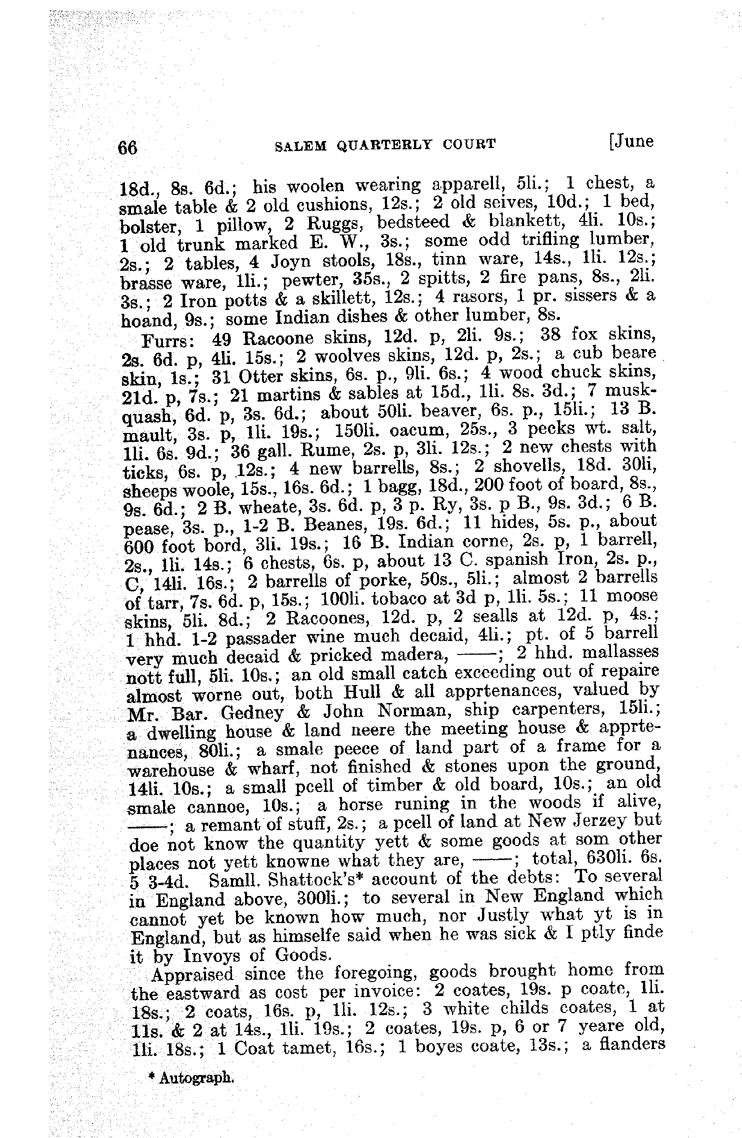 66 SALEM QUARTERLY COURT [June
18d., 8s. 6d.; his woolen wearing apparell, 5li.; 1 chest, a
smale table & 2 old cushions, 12s.; 2 old seives, 10d.; 1 bed,
bolster, 1 pillow, 2 Ruggs, bedsteed & blankett, 4li. 10s.;
1 old trunk marked E. W., 3s.; some odd trifling lumber,
2s.; 2 tables, 4 Joyn stools, 18s., tinn ware, 14s., 1li. 12s.;
brasse ware, 1li.; pewter, 35s., 2 spitts, 2 fire pans, 8s., 2li.
3s.; 2 Iron potts & a skillett, 12s.; 4 rasors, 1 pr. sissers & a
hoand, 9s.; some Indian dishes & other lumber, 8s.
Furrs: 49 Racoone skins, 12d. p, 2li. 9s.; 38 fox skins,
2s. 6d. p, 4li. 15s.; 2 woolves skins, 12d. p, 2s.; a cub beare
skin, 1s.; 31 Otter skins, 6s. p., 9li. 6s.; 4 wood chuck skins,
21d. p, 7s.; 21 martins & sables at 15d., 1li. 8s. 3d.; 7 musk-
quash, 6d. p, 3s. 6d.; about 50li. beaver, 6s. p., 15li.; 13 B.
mault, 3s. p, 1li. 19s.; 150li. oacum, 25s., 3 pecks wt. salt,
1li. 6s. 9d.; 36 gall. Rume, 2s. p, 3li. 12s.; 2 new chests with
ticks, 6s. p, 12s.; 4 new barrells, 8s.; 2 shovells, 18d. 30li,
sheeps woole, 15s., 16s. 6d.; 1 bagg, 18d., 200 foot of board, 8s.,
9s. 6d.; 2 B. wheate, 3s. 6d. p, 3 p. Ry, 3s. p B., 9s. 3d.; 6 B.
pease, 3s. p., 1-2 B. Beanes, 19s. 6d.; 11 hides, 5s. p., about
600 foot bord, 3li. 19s.; 16 B. Indian corne, 2s. p, 1 barrell,
2s., 1li. 14s.; 6 chests, 6s. p, about 13 C. spanish Iron, 2s. p.,
C, 14li. 16s.; 2 barrells of porke, 50s., 5li.; almost 2 barrells
of tarr, 7s. 6d. p, 15s.; 100li. tobaco at 3d p, 1li. 5s.; 11 moose
skins, 5li. 8d.; 2 Racoones, 12d. p, 2 sealls at 12d. p, 4s.;
1 hhd. 1-2 passader wine much decaid, 4li.; pt. of 5 barrell
very much decaid & pricked madera, ——; 2 hhd. mallasses
nott full, 5li. 10s.; an old small catch exceeding out of repaire
almost worne out, both Hull & all apprtenances, valued by
Mr. Bar. Gedney & John Norman, ship carpenters, 15li.;
a dwelling house & land neere the meeting house & apprte-
nances, 80li.; a smale peece of land part of a frame for a
warehouse & wharf, not finished & stones upon the ground,
14li. 10s.; a small pcell of timber & old board, 10s.; an old
smale cannoe, 10s.; a horse runing in the woods if alive,
——; a remant of stuff, 2s.; a pcell of land at New Jerzey but
doe not know the quantity yett & some goods at som other
places not yett knowne what they are, ——; total, 630li. 6s.
5 3-4d. Samll. Shattock's* account of the debts: To several
in England above, 300li.; to several in New England which
cannot yet be known how much, nor Justly what yt is in
England, but as himselfe said when he was sick & I ptly finde
it by Invoys of Goods.
Appraised since the foregoing, goods brought home from
the eastward as cost per invoice: 2 coates, 19s. p coate, 1li.
18s.; 2 coats, 16s. p, 1li. 12s.; 3 white childs coates, 1 at
11s. & 2 at 14s., 1li. 19s.; 2 coates, 19s. p, 6 or 7 yeare old,
1li. 18s.; 1 Coat tamet, 16s.; 1 boyes coate, 13s.; a flanders
* Autograph.